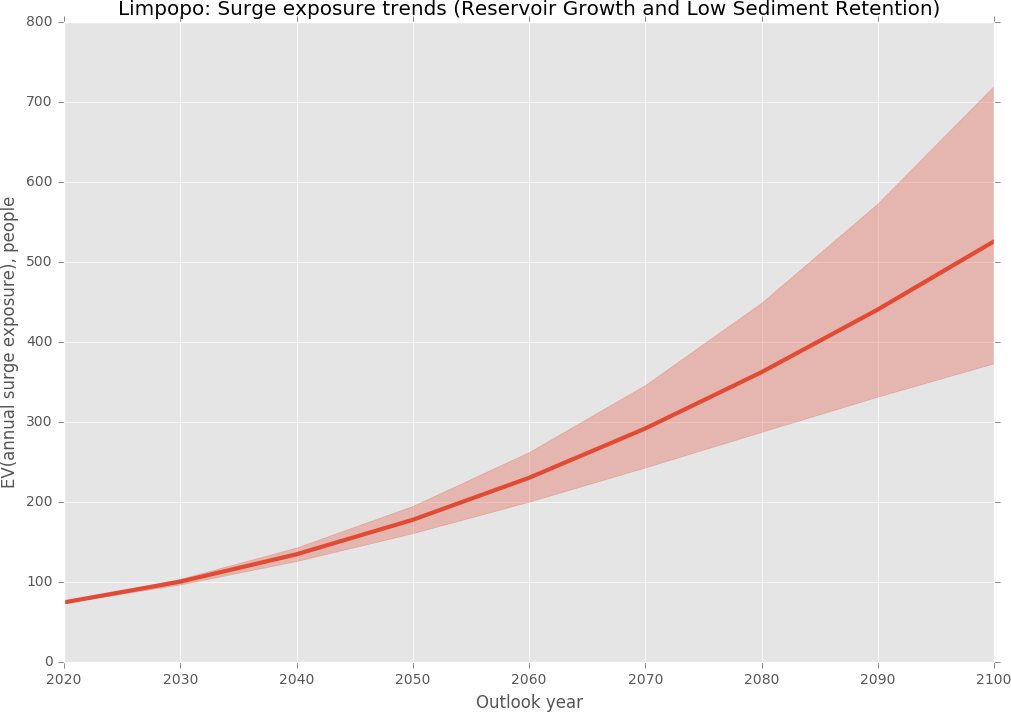 Limpopo: Surge exposure trends (Reservoir Growth and Low Sediment Retention)
EV(annual surge exposure), people
800
700
600
500
400
300
200
100
0
2020 2030 2040 2050 2060 2070 2080 2090 2100
Outlook year